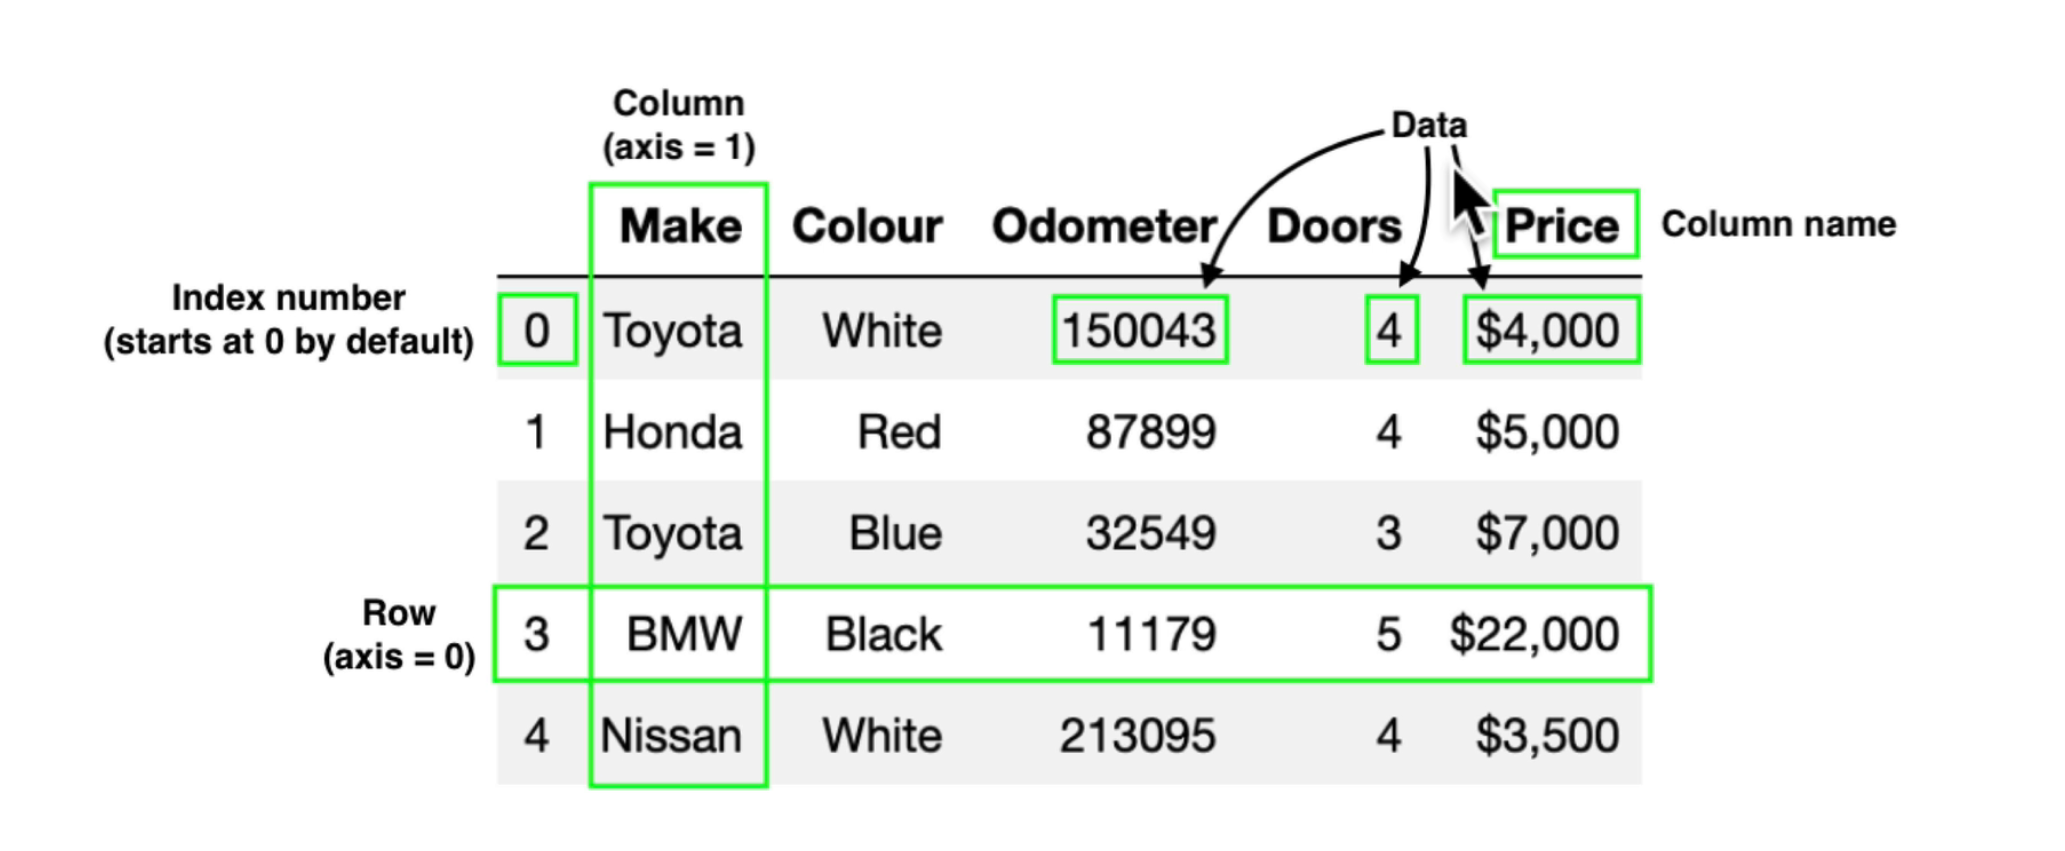 Column
(axis = 1)
Data
Make Colour Odometer Doors Price Column name
Index number
(starts at 0 by default)
0 Toyota White 150043 4 $4,000
1 Honda Red 87899 4 $5,000
2 Toyota Blue 32549 3 $7,000
Row
(axis = 0)
3 BMW Black 11179 5 $22,000
4 Nissan White 213095 4 $3,500